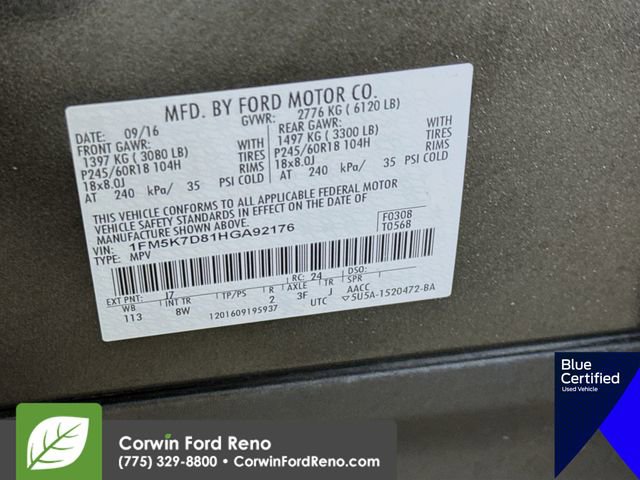 MFD. BY FORD MOTOR CO.
DATE: 09/16 GVWR: 2776 KG ( 6120 LB)
FRONT GAWR: REAR GAWR:
1397 KG ( 3080 LB) WITH 1497 KG ( 3300 LB) WITH
P245/60R18 104H TIRES P245/60R18 104H TIRES
18x8.0J RIMS 18x8.0J RIMS
AT 240 kPa/ 35 PSI COLD AT 240 kPa/ 35 PSI COLD
THIS VEHICLE CONFORMS TO ALL APPLICABLE FEDERAL MOTOR
VEHICLE SAFETY STANDARDS IN EFFECT ON THE DATE OF
MANUFACTURE SHOWN ABOVE.
VIN: 1FM5K7D81HGA92176 F0308
TYPE: MPV T0568
EXT PNT: J7 RC: 24 DSO:
WB INT TR TP/PS R AXLE TR
113 8W 2 3F J AACC
1201609195937 UTC ▽5U5A-1520472-BA
Blue
Certified
Used Vehicle
Corwin Ford Reno
(775) 329-8800 • CorwinFordReno.com